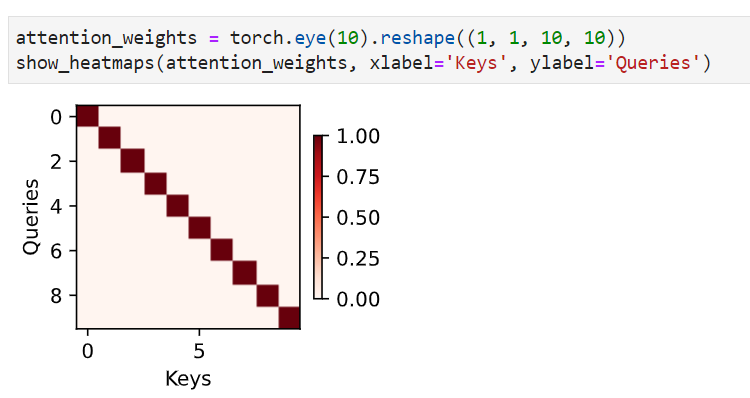 attention_weights = torch.eye(10).reshape((1, 1, 10, 10))
show_heatmaps(attention_weights, xlabel='Keys', ylabel='Queries')
0
2
4
6
8
Queries
0 5
Keys
1.00
0.75
0.50
0.25
0.00